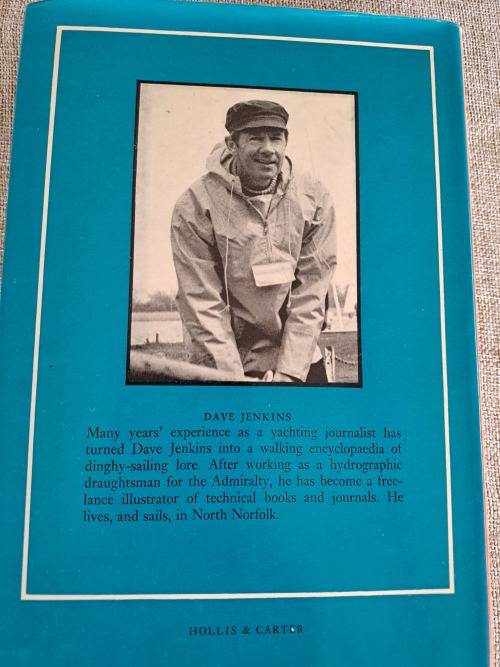 DAVE JENKINS
Many years' experience as a yachting journalist has
turned Dave Jenkins into a walking encyclopaedia of
dinghy-sailing lore. After working as a hydrographic
draughtsman for the Admiralty, he has become a free-
lance illustrator of technical books and journals. He
lives, and sails, in North Norfolk.
HOLLIS & CARTER